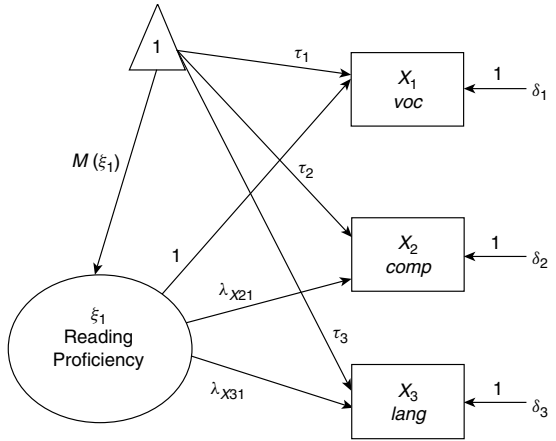 1
τ1
X1
voc
1
δ1
M (ξ1)
τ2
1
X2
comp
1
δ2
λX21
ξ1
Reading
Proficiency
τ3
λX31
X3
lang
1
δ3